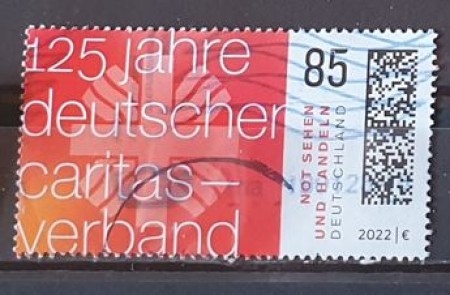 125 jahre
deutscher
caritas–
verband
85
NOT SEHEN
UND HANDELN
DEUTSCHLAND
2022 | €